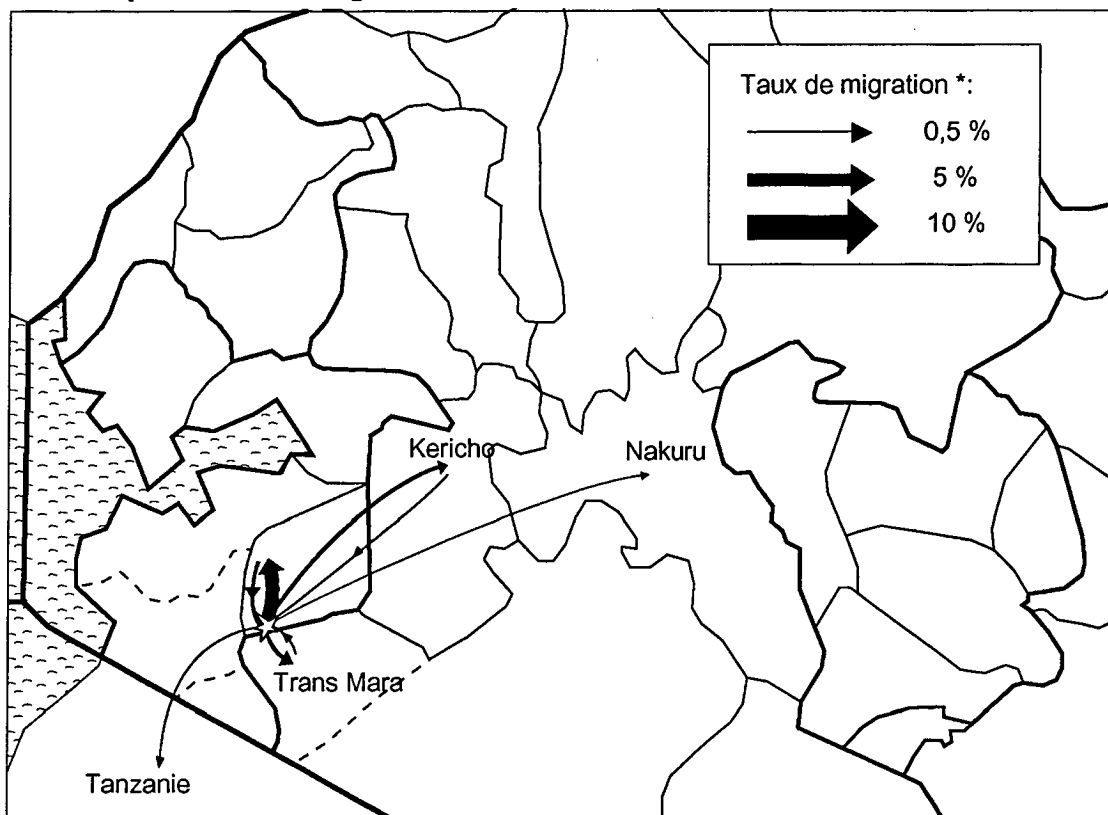 Taux de migration *:
0,5 %
5 %
10 %
Kericho
Nakuru
Trans Mara
Tanzanie